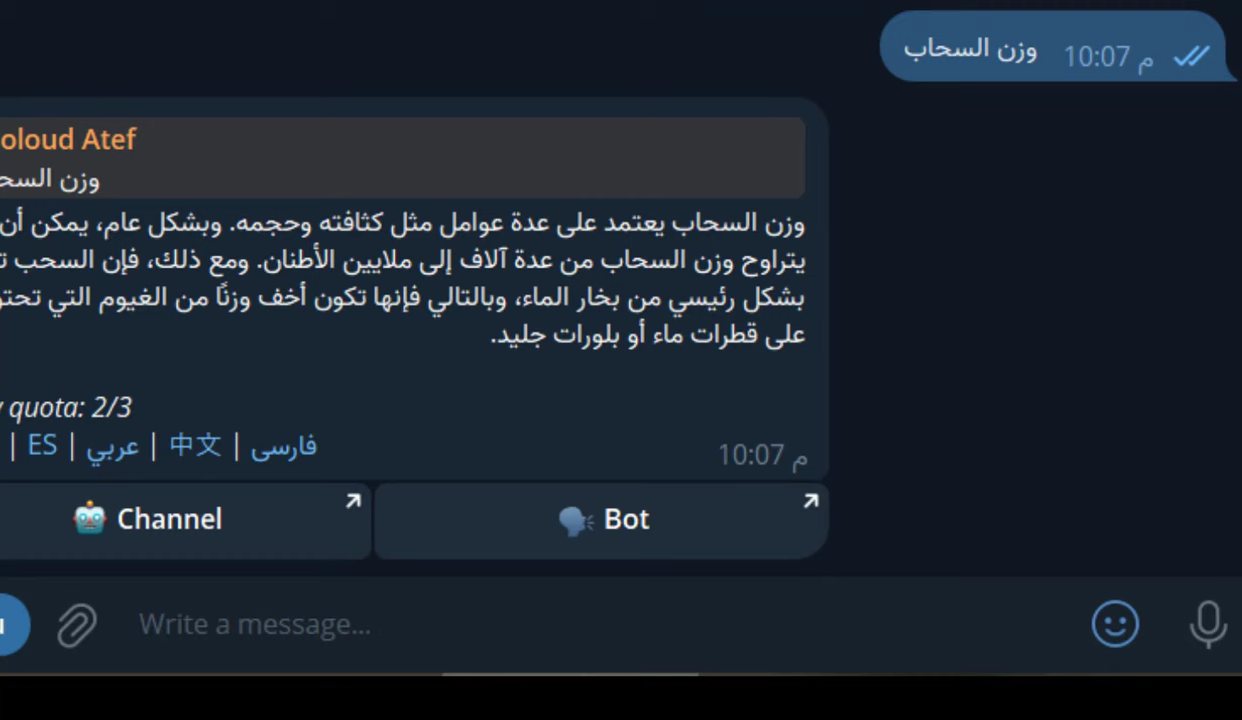 وزن السحاب
10:07 م
oloud Atef
وزن السح
وزن السحاب يعتمد على عدة عوامل مثل كثافته وحجمه. وبشكل عام، يمكن أن
يتراوح وزن السحاب من عدة آلاف إلى ملايين الأطنان. ومع ذلك، فإن السحب
بشكل رئيسي من بخار الماء، وبالتالي فإنها تكون أخف وزنًا من الغيوم التي تحتو
على قطرات ماء أو بلورات جليد.
quota: 2/3
| ES | عربي | 中文 | فارسی
10:07 م
Channel
Bot
Write a message...